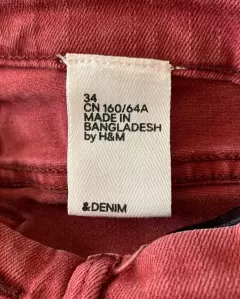 34
CN 160/64A
MADE IN
BANGLADESH
by H&M
&DENIM